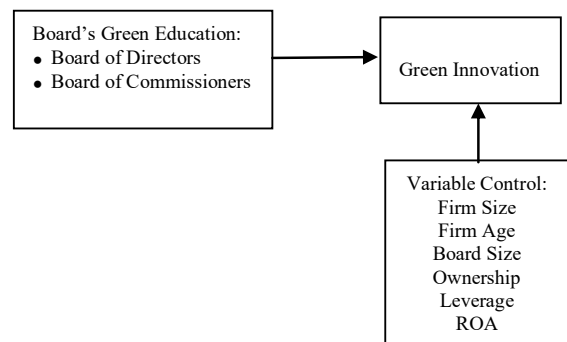 Board's Green Education:
● Board of Directors
● Board of Commissioners
Green Innovation
Variable Control:
Firm Size
Firm Age
Board Size
Ownership
Leverage
ROA